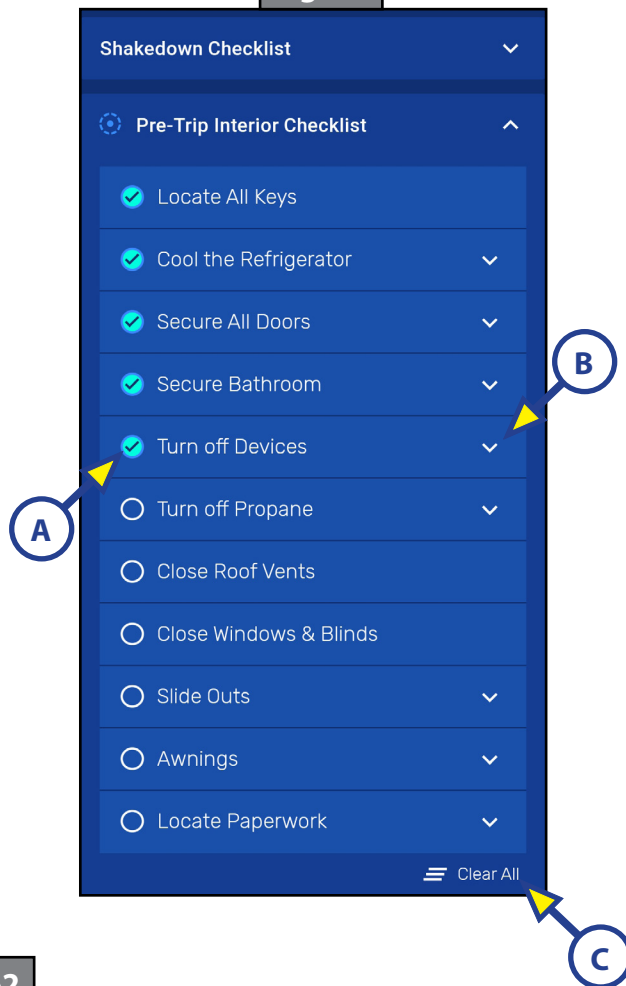 Shakedown Checklist
Pre-Trip Interior Checklist
Locate All Keys
Cool the Refrigerator
Secure All Doors
B
Secure Bathroom
Turn off Devices
A
Turn off Propane
Close Roof Vents
Close Windows & Blinds
Slide Outs
Awnings
Locate Paperwork
Clear All
C
2